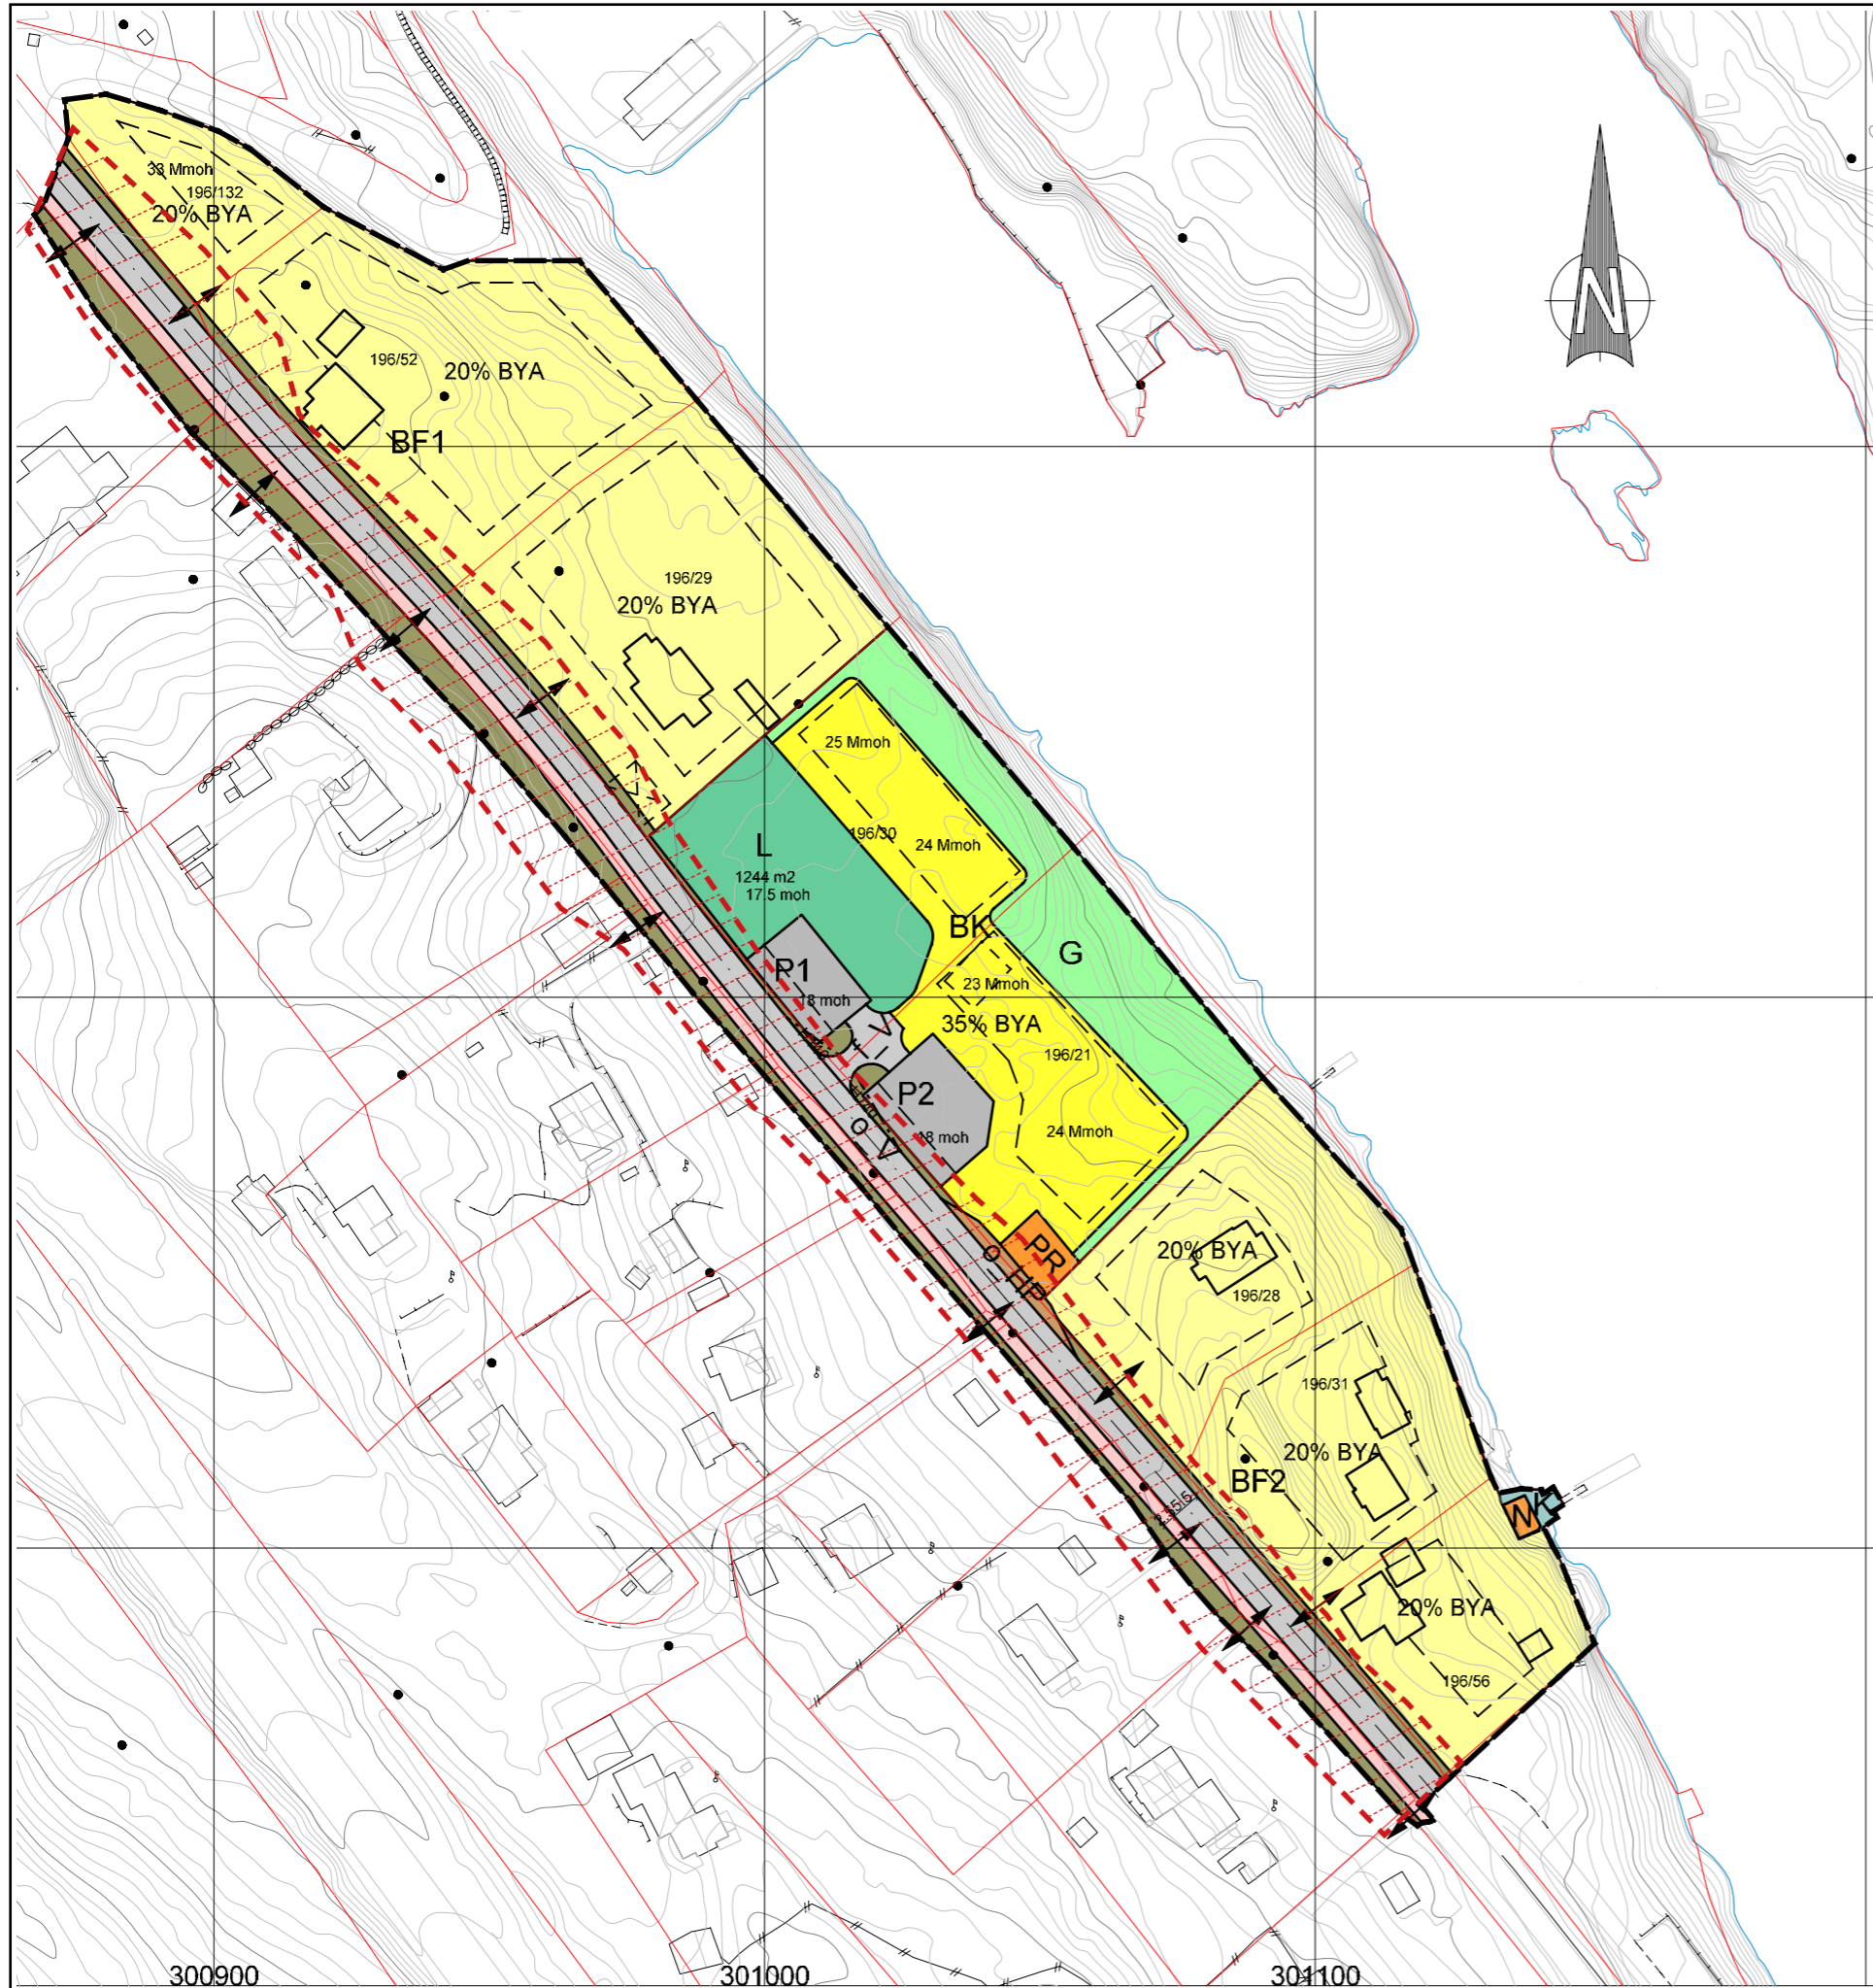 33 Mmoh
196/132
20% BYA
N
196/52
20% BYA
BF1
196/29
20% BYA
25 Mmoh
196/30
24 Mmoh
L
1244 m2
17.5 moh
BK
G
P1
18 moh
23 Mmoh
V
35% BYA
196/21
P2
18 moh
24 Mmoh
o
V
PR
o
HP
20% BYA
196/28
196/31
20% BYA
BF2
N
K
20% BYA
196/56
300900
301000
301100